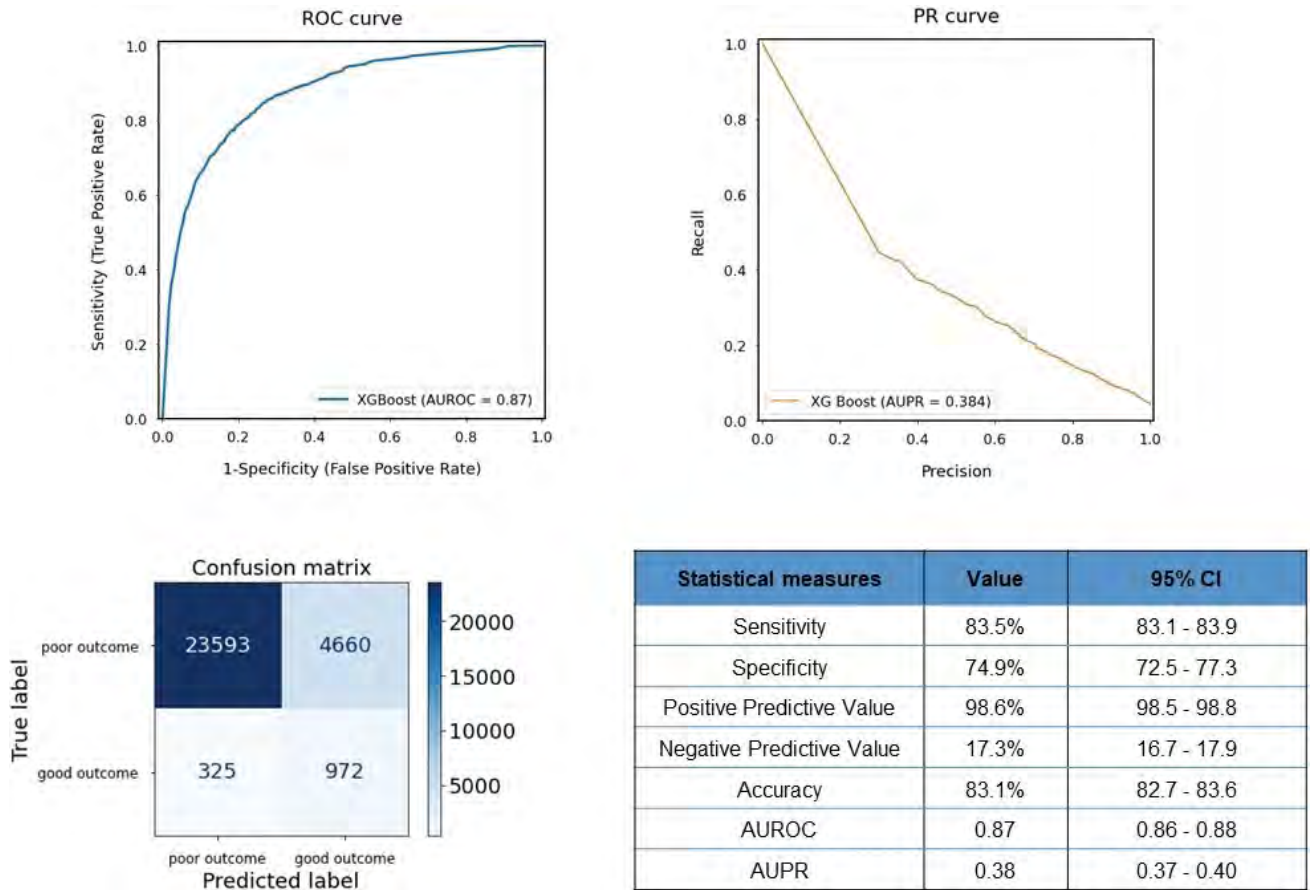 ROC curve
1.0
0.8
0.6
0.4
0.2
0.0
Sensitivity (True Positive Rate)
XGBoost (AUROC = 0.87)
0.0 0.2 0.4 0.6 0.8 1.0
1-Specificity (False Positive Rate)
PR curve
1.0
0.8
0.6
0.4
0.2
0.0
Recall
XG Boost (AUPR = 0.384)
0.0 0.2 0.4 0.6 0.8 1.0
Precision
Confusion matrix
True label
poor outcome 23593 4660
good outcome 325 972
poor outcome good outcome
Predicted label
20000
15000
10000
5000
Statistical measures Value 95% CI
Sensitivity 83.5% 83.1 - 83.9
Specificity 74.9% 72.5 - 77.3
Positive Predictive Value 98.6% 98.5 - 98.8
Negative Predictive Value 17.3% 16.7 - 17.9
Accuracy 83.1% 82.7 - 83.6
AUROC 0.87 0.86 - 0.88
AUPR 0.38 0.37 - 0.40